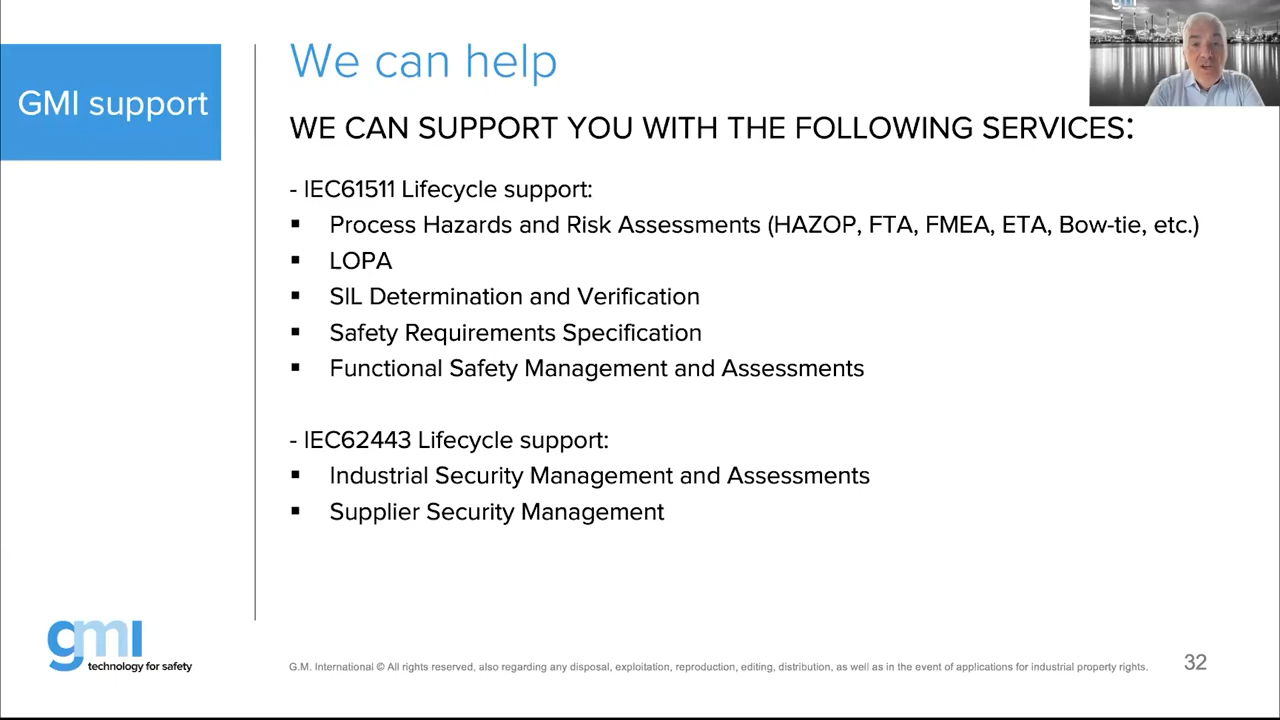 GMI support
We can help
WE CAN SUPPORT YOU WITH THE FOLLOWING SERVICES:
- IEC61511 Lifecycle support:
▪ Process Hazards and Risk Assessments (HAZOP, FTA, FMEA, ETA, Bow-tie, etc.)
▪ LOPA
▪ SIL Determination and Verification
▪ Safety Requirements Specification
▪ Functional Safety Management and Assessments
- IEC62443 Lifecycle support:
▪ Industrial Security Management and Assessments
▪ Supplier Security Management
gmi
technology for safety
G.M. International © All rights reserved, also regarding any disposal, exploitation, reproduction, editing, distribution, as well as in the event of applications for industrial property rights.
32
gmi